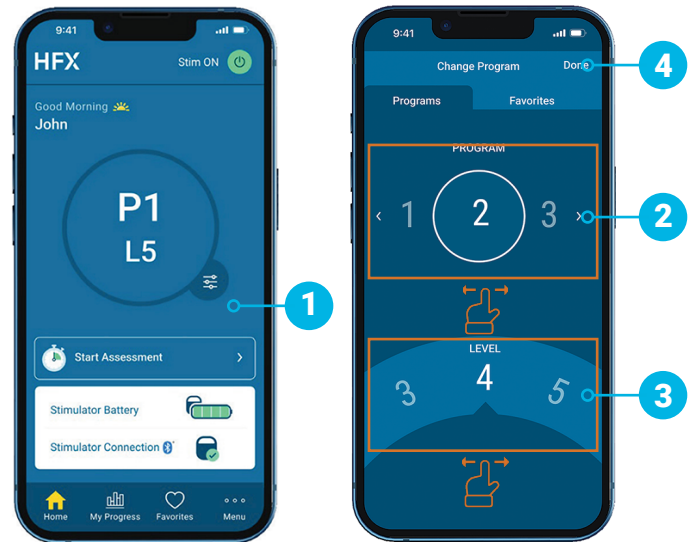 9:41
HFX
Stim ON
Good Morning
John
P1
L5
1
Start Assessment
Stimulator Battery
Stimulator Connection
Home
My Progress
Favorites
Menu
9:41
Change Program
Done
4
Programs
Favorites
PROGRAM
1
2
3
2
LEVEL
3
4
5
3